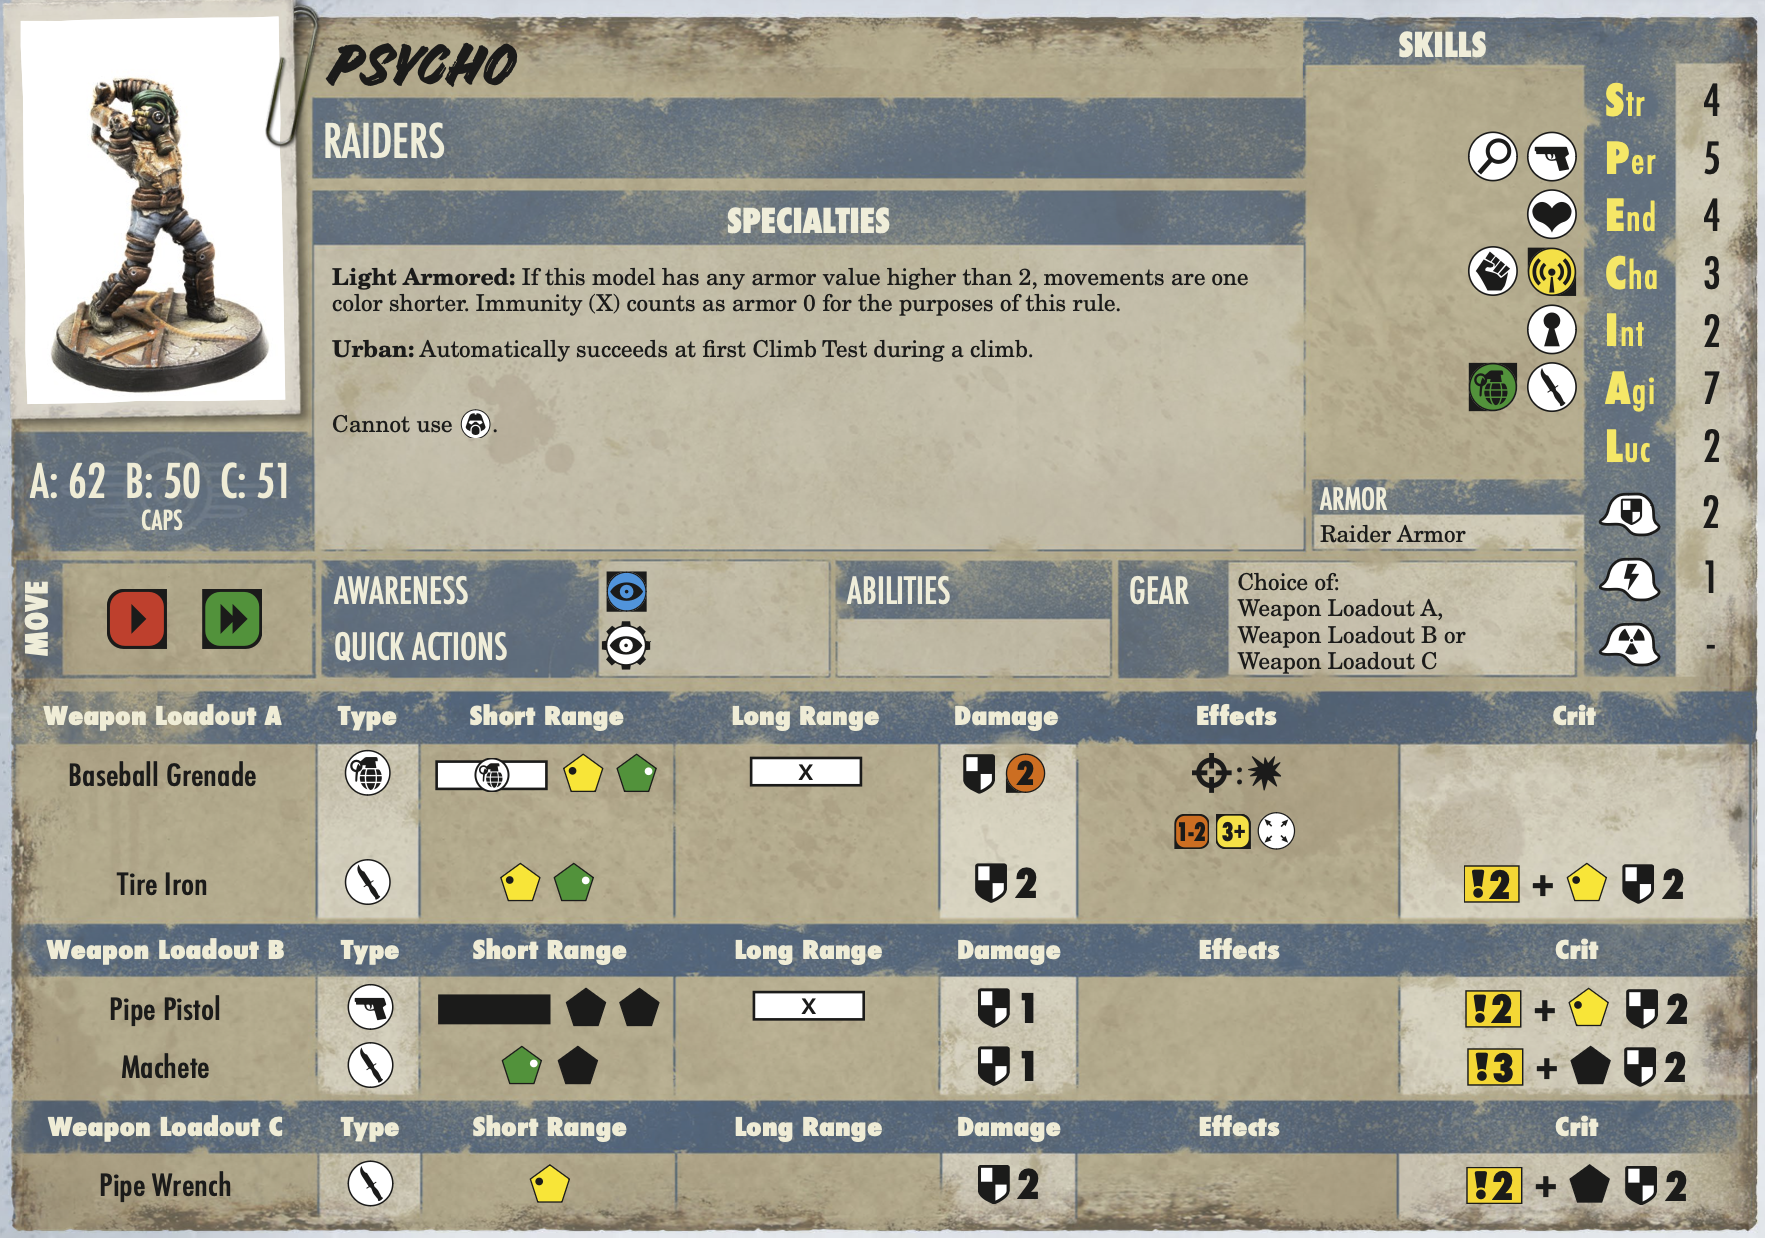 PSYCHO
RAIDERS
SPECIALTIES
Light Armored: If this model has any armor value higher than 2, movements are one
color shorter. Immunity (X) counts as armor 0 for the purposes of this rule.
Urban: Automatically succeeds at first Climb Test during a climb.
Cannot use .
A: 62 B: 50 C: 51
CAPS
SKILLS
Str 4
Per 5
End 4
Cha 3
Int 2
Agi 7
Luc 2
2
1
-
ARMOR
Raider Armor
MOVE
AWARENESS
QUICK ACTIONS
ABILITIES
GEAR
Choice of:
Weapon Loadout A,
Weapon Loadout B or
Weapon Loadout C
Weapon Loadout A Type Short Range Long Range Damage Effects Crit
Baseball Grenade X 2 :
1-2 3+
Tire Iron 2 !2 + 2
Weapon Loadout B Type Short Range Long Range Damage Effects Crit
Pipe Pistol X 1 !2 + 2
Machete 1 !3 + 2
Weapon Loadout C Type Short Range Long Range Damage Effects Crit
Pipe Wrench 2 !2 + 2